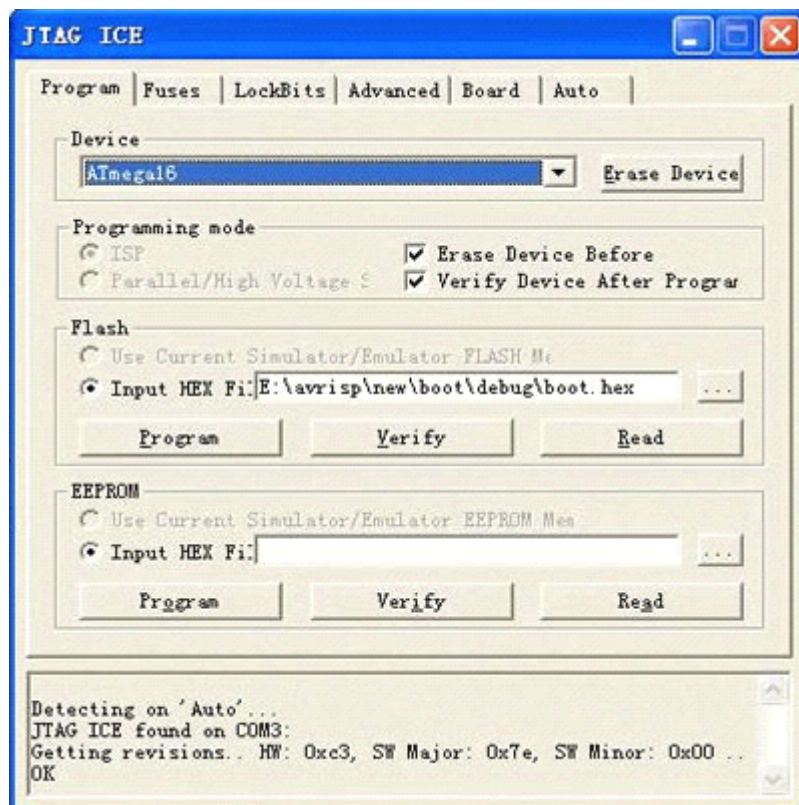 JTAG ICE
Program Fuses LockBits Advanced Board Auto
Device
ATmega16 Erase Device
Programming mode
ISP Erase Device Before
Parallel/High Voltage S Verify Device After Program
Flash
Use Current Simulator/Emulator FLASH Me
Input HEX Fi E:\avrisp\new\boot\debug\boot.hex ...
Program Verify Read
EEPROM
Use Current Simulator/Emulator EEPROM Mem
Input HEX Fi ...
Program Verify Read
Detecting on 'Auto'...
JTAG ICE found on COM3:
Getting revisions.. HW: 0xc3, SW Major: 0x7e, SW Minor: 0x00 ..
OK